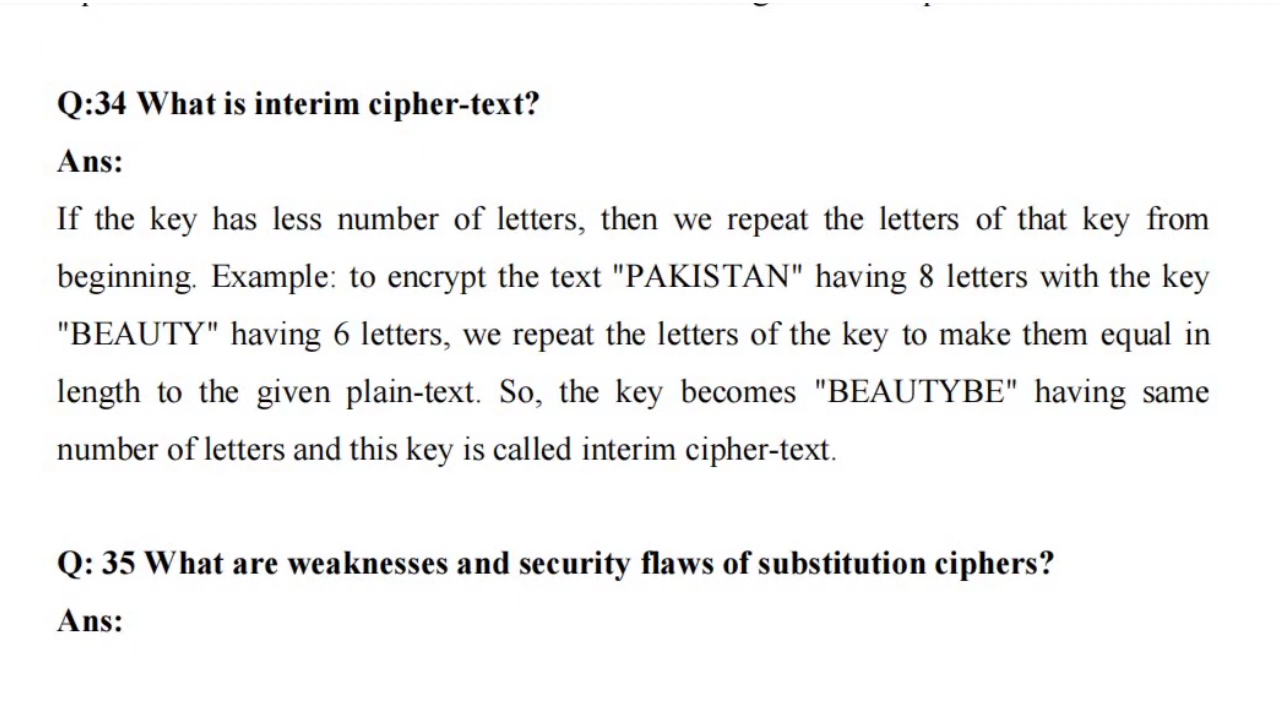 Q:34 What is interim cipher-text?
Ans:
If the key has less number of letters, then we repeat the letters of that key from
beginning. Example: to encrypt the text "PAKISTAN" having 8 letters with the key
"BEAUTY" having 6 letters, we repeat the letters of the key to make them equal in
length to the given plain-text. So, the key becomes "BEAUTYBE" having same
number of letters and this key is called interim cipher-text.
Q: 35 What are weaknesses and security flaws of substitution ciphers?
Ans: